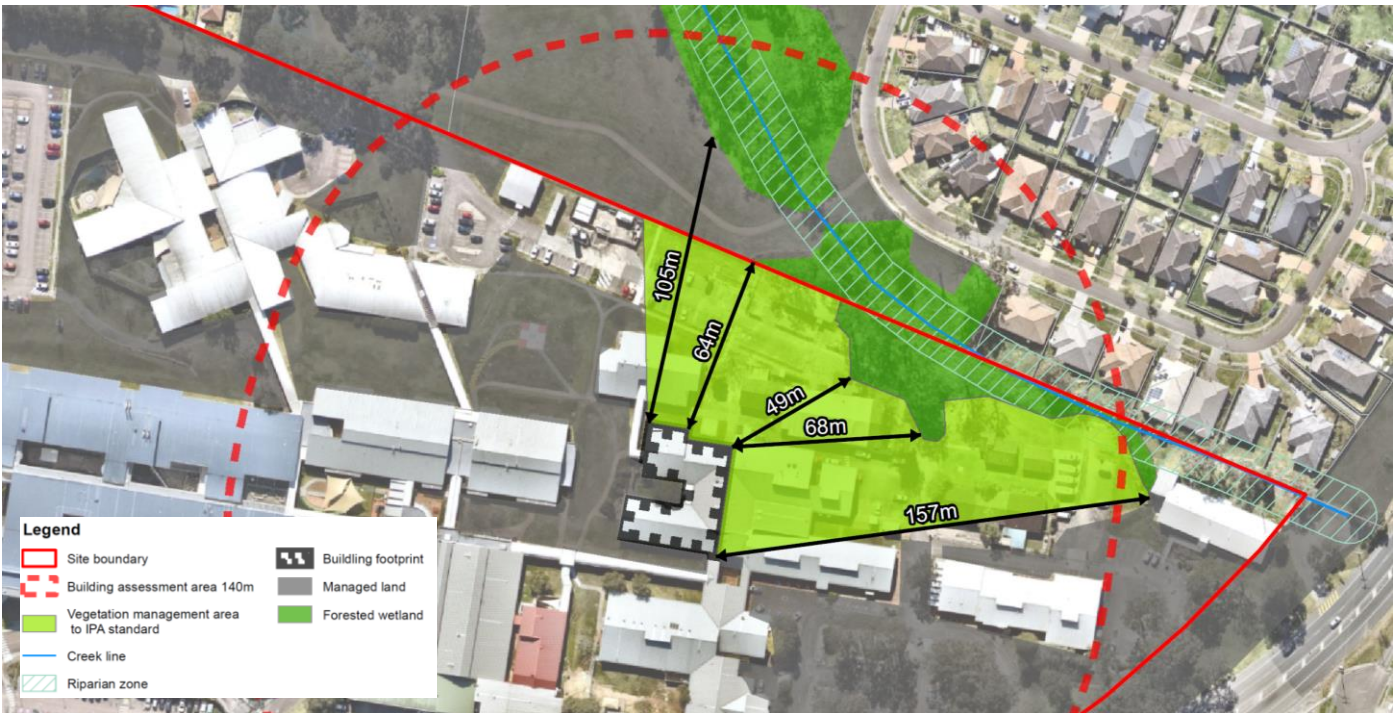 105m
64m
49m
68m
157m
Legend
Site boundary
Building assessment area 140m
Vegetation management area
to IPA standard
Creek line
Riparian zone
Buildling footprint
Managed land
Forested wetland